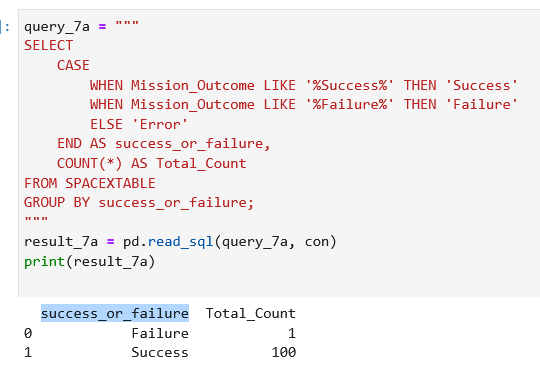 ]: query_7a = """
SELECT
    CASE
        WHEN Mission_Outcome LIKE '%Success%' THEN 'Success'
        WHEN Mission_Outcome LIKE '%Failure%' THEN 'Failure'
        ELSE 'Error'
    END AS success_or_failure,
    COUNT(*) AS Total_Count
FROM SPACEXTABLE
GROUP BY success_or_failure;
"""
result_7a = pd.read_sql(query_7a, con)
print(result_7a)
  success_or_failure  Total_Count
0            Failure            1
1            Success          100